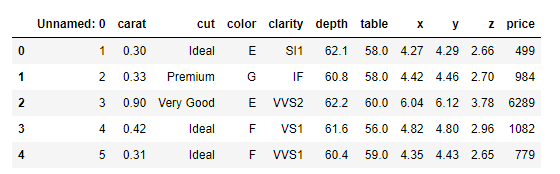 Unnamed: 0 carat cut color clarity depth table x y z price
0 1 0.30 Ideal E SI1 62.1 58.0 4.27 4.29 2.66 499
1 2 0.33 Premium G IF 60.8 58.0 4.42 4.46 2.70 984
2 3 0.90 Very Good E VVS2 62.2 60.0 6.04 6.12 3.78 6289
3 4 0.42 Ideal F VS1 61.6 56.0 4.82 4.80 2.96 1082
4 5 0.31 Ideal F VVS1 60.4 59.0 4.35 4.43 2.65 779